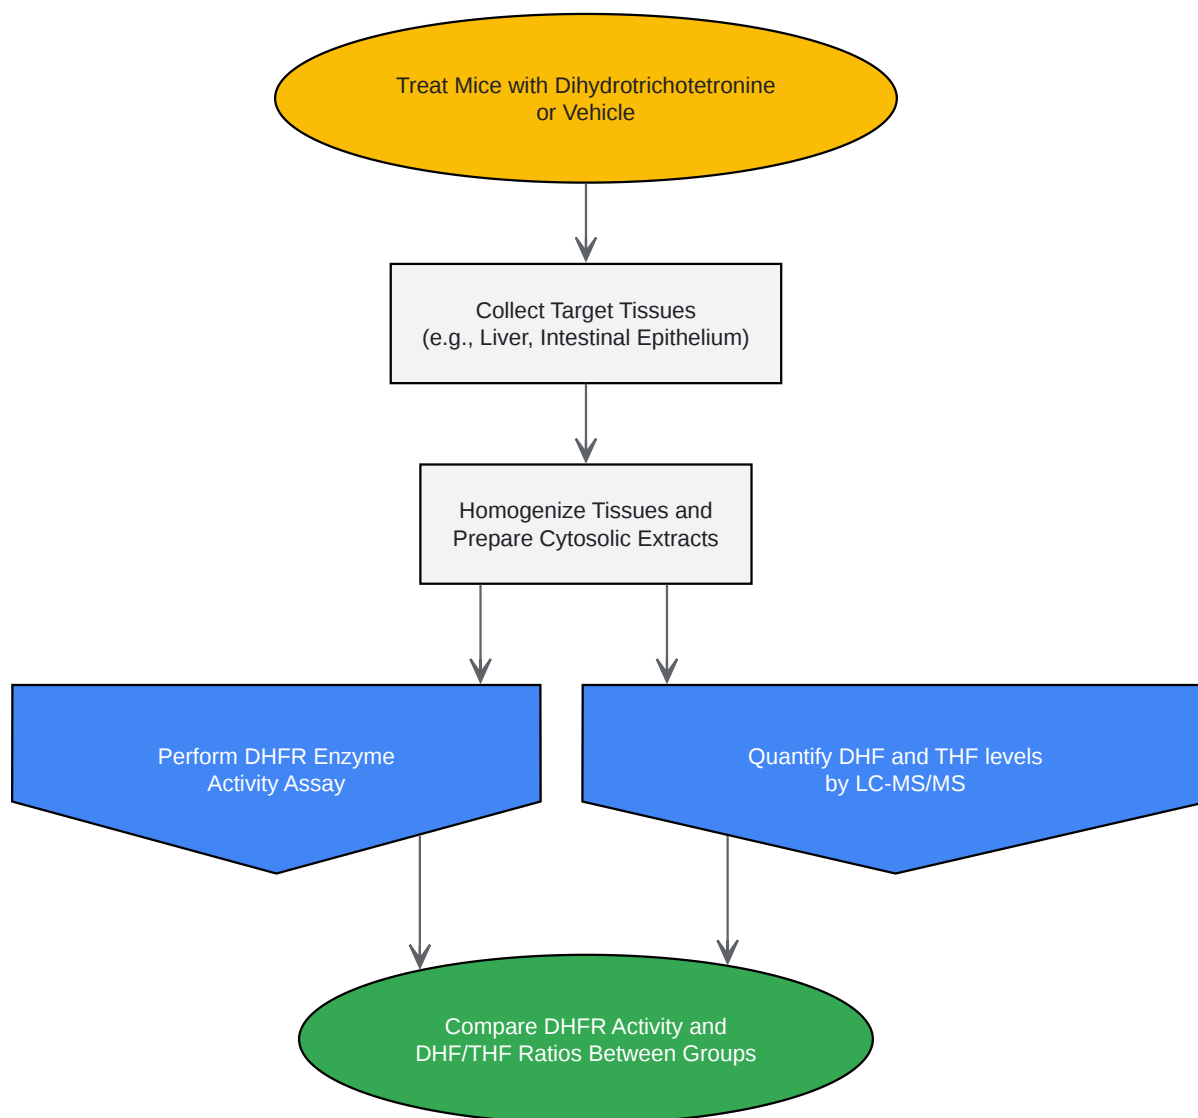 Treat Mice with Dihydrotrichotetronine
or Vehicle
Collect Target Tissues
(e.g., Liver, Intestinal Epithelium)
Homogenize Tissues and
Prepare Cytosolic Extracts
Perform DHFR Enzyme
Activity Assay
Quantify DHF and THF levels
by LC-MS/MS
Compare DHFR Activity and
DHF/THF Ratios Between Groups